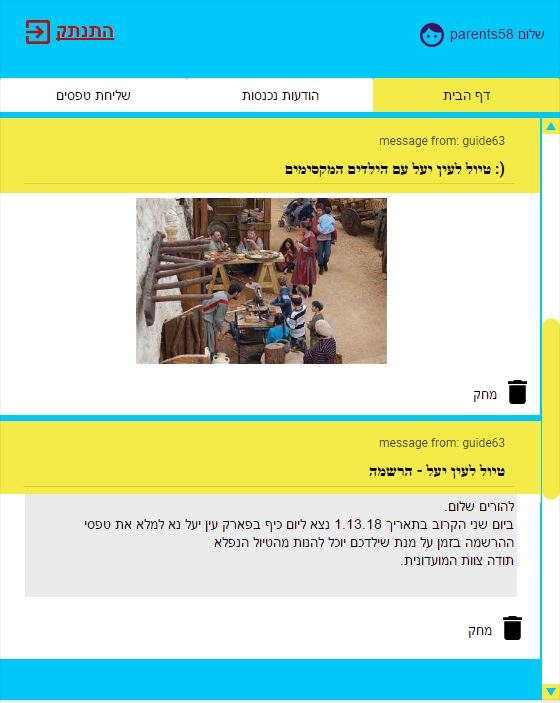 שלום parents58
התנתק
דף הבית
הודעות נכנסות
שליחת טפסים
message from: guide63
טיול לעין יעל עם הילדים המקסימים :)
מחק
message from: guide63
טיול לעין יעל - הרשמה
להורים שלום.
ביום שני הקרוב בתאריך 1.13.18 נצא ליום כיף בפארק עין יעל נא למלא את טפסי
ההרשמה בזמן על מנת שילדכם יוכל להנות מהטיול הנפלא
תודה צוות המועדונית.
מחק